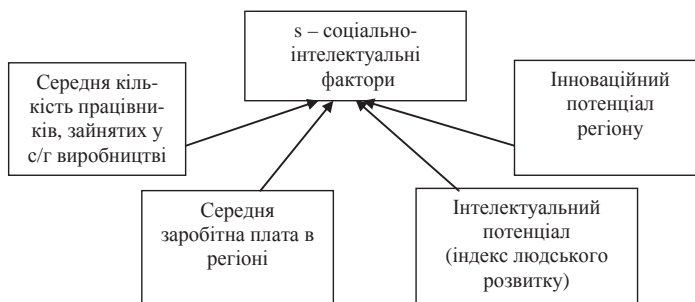 s – соціально-
інтелектуальні
фактори
Середня кіль-
кість працівни-
ків, зайнятих у
с/г виробництві
Інноваційний
потенціал
регіону
Середня
заробітна плата в
регіоні
Інтелектуальний
потенціал
(індекс людського
розвитку)